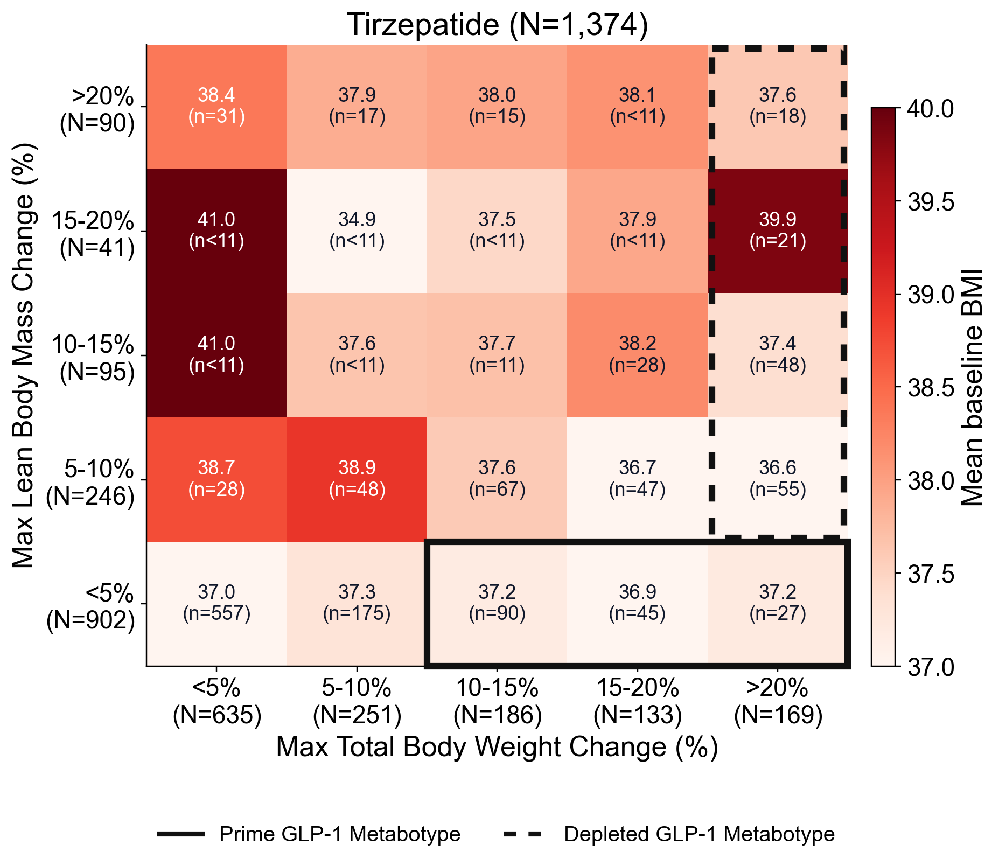 Tirzepatide (N=1,374)
Max Lean Body Mass Change (%)
>20%
(N=90)
38.4
(n=31)
37.9
(n=17)
38.0
(n=15)
38.1
(n<11)
37.6
(n=18)
15-20%
(N=41)
41.0
(n<11)
34.9
(n<11)
37.5
(n<11)
37.9
(n<11)
39.9
(n=21)
10-15%
(N=95)
41.0
(n<11)
37.6
(n<11)
37.7
(n=11)
38.2
(n=28)
37.4
(n=48)
5-10%
(N=246)
38.7
(n=28)
38.9
(n=48)
37.6
(n=67)
36.7
(n=47)
36.6
(n=55)
<5%
(N=902)
37.0
(n=557)
37.3
(n=175)
37.2
(n=90)
36.9
(n=45)
37.2
(n=27)
<5%
(N=635)
5-10%
(N=251)
10-15%
(N=186)
15-20%
(N=133)
>20%
(N=169)
Max Total Body Weight Change (%)
40.0
39.5
39.0
38.5
38.0
37.5
37.0
Mean baseline BMI
Prime GLP-1 Metabotype
Depleted GLP-1 Metabotype